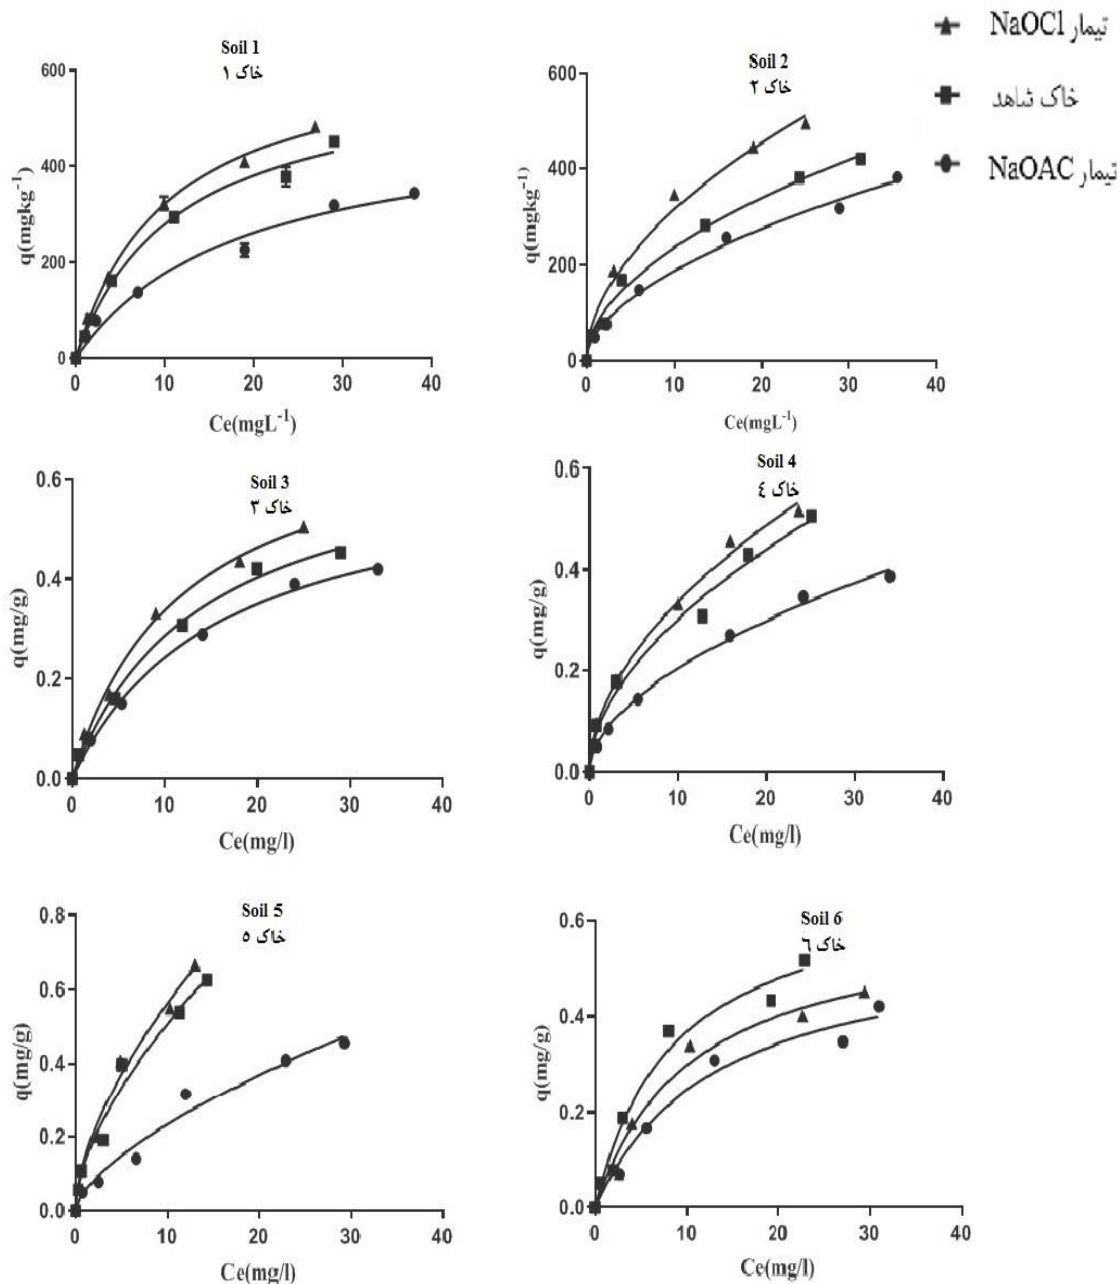 تیمار NaOCl
خاک شاهد
تیمار NaOAC
Soil 1
خاک ۱
600
400
200
0
q(mgkg⁻¹)
0 10 20 30 40
Ce(mgL⁻¹)
Soil 2
خاک ۲
600
400
200
0
q(mgkg⁻¹)
0 10 20 30 40
Ce(mgL⁻¹)
Soil 3
خاک ۳
0.6
0.4
0.2
0.0
q(mg/g)
0 10 20 30 40
Ce(mg/l)
Soil 4
خاک ٤
0.6
0.4
0.2
0.0
q(mg/g)
0 10 20 30 40
Ce(mg/l)
Soil 5
خاک ٥
0.8
0.6
0.4
0.2
0.0
q(mg/g)
0 10 20 30 40
Ce(mg/l)
Soil 6
خاک ٦
0.6
0.4
0.2
0.0
q(mg/g)
0 10 20 30 40
Ce(mg/l)